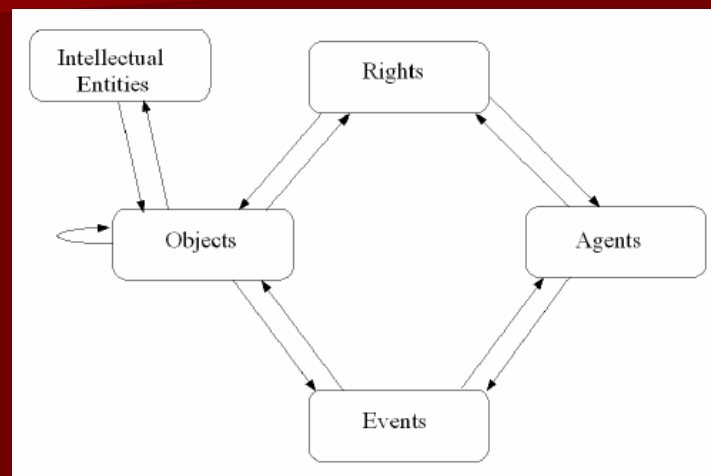 Intellectual
Entities
Rights
Objects
Agents
Events